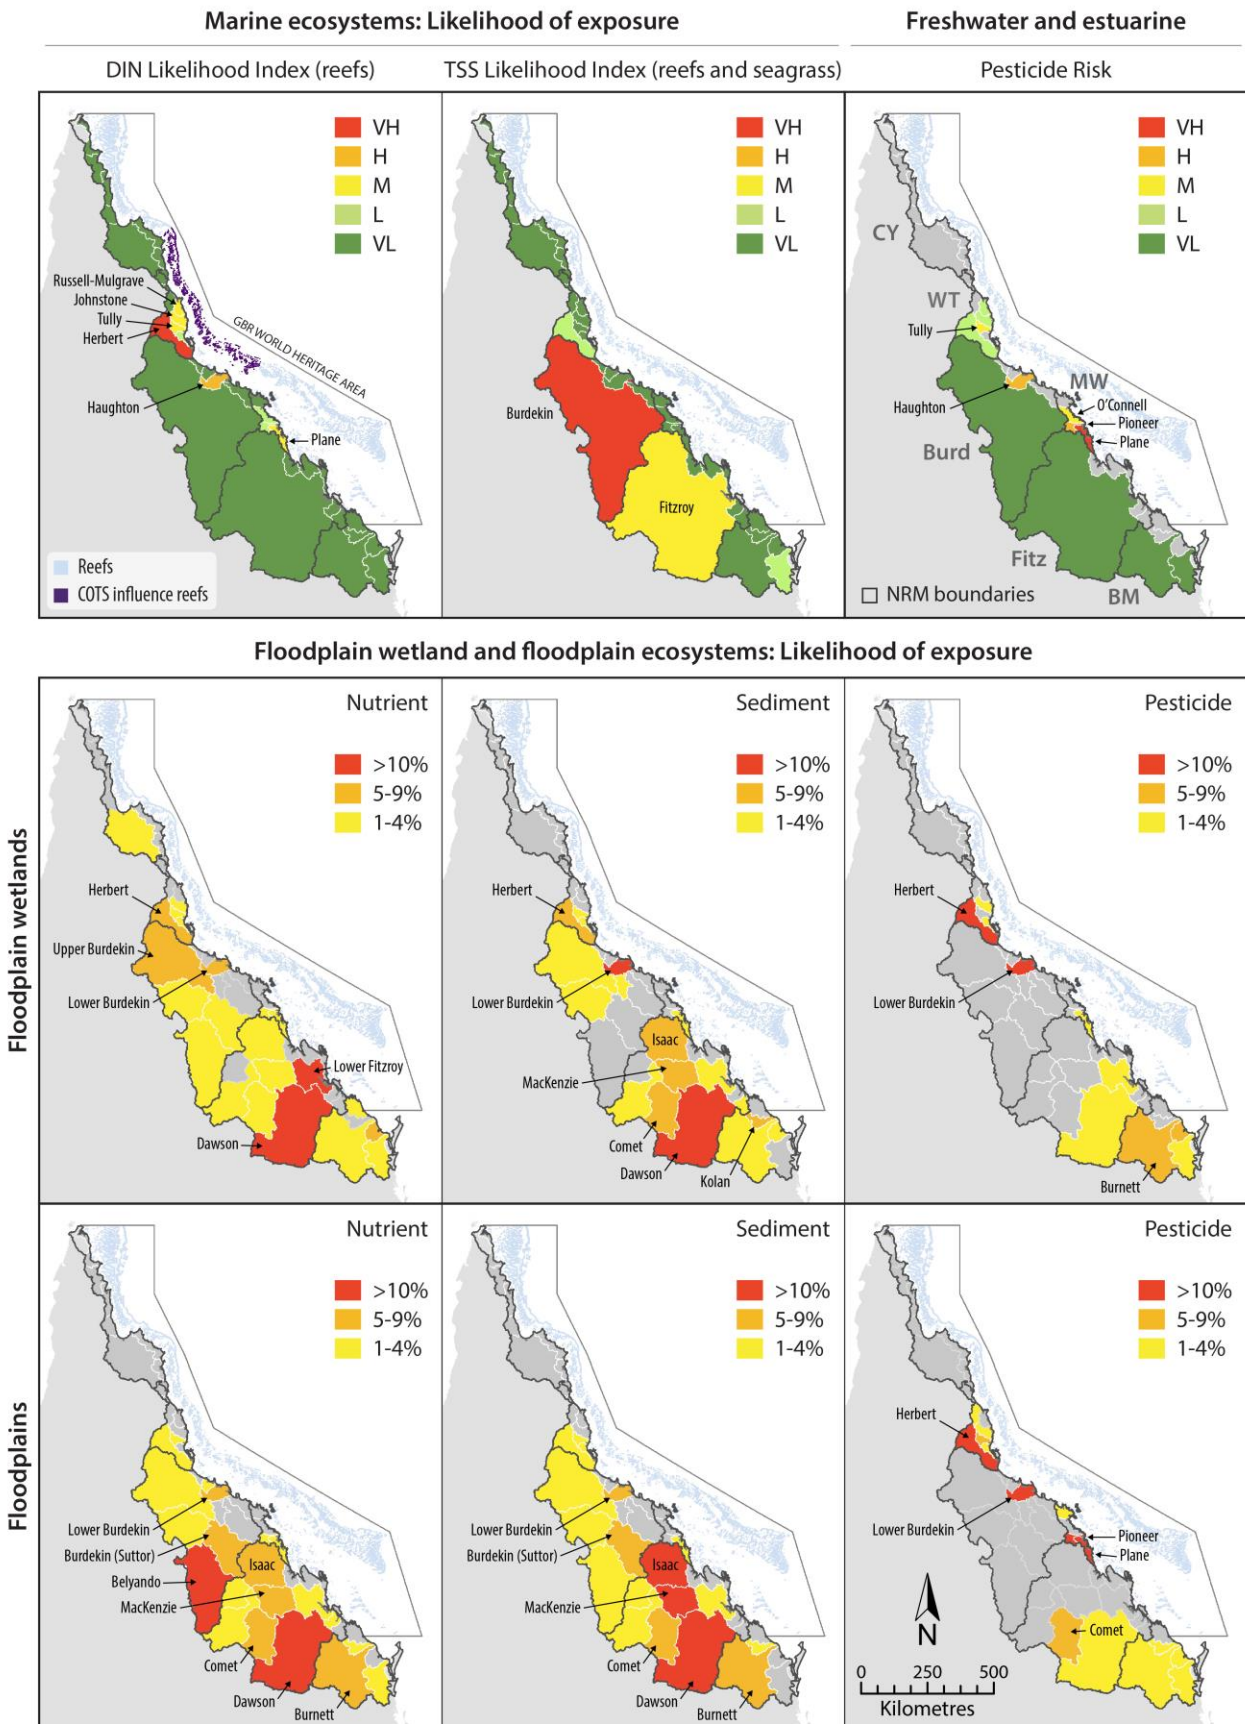 Marine ecosystems: Likelihood of exposure
Freshwater and estuarine
DIN Likelihood Index (reefs)
TSS Likelihood Index (reefs and seagrass)
Pesticide Risk
VH
H
M
L
VL
Russell-Mulgrave
Johnstone
Tully
Herbert
Haughton
Plane
GBR WORLD HERITAGE AREA
Reefs
COTS influence reefs
VH
H
M
L
VL
Burdekin
Fitzroy
VH
H
M
L
VL
CY
WT
Tully
MW
Haughton
O'Connell
Pioneer
Plane
Burd
Fitz
BM
NRM boundaries
Floodplain wetland and floodplain ecosystems: Likelihood of exposure
Floodplain wetlands
Nutrient
>10%
5-9%
1-4%
Herbert
Upper Burdekin
Lower Burdekin
Lower Fitzroy
Dawson
Sediment
>10%
5-9%
1-4%
Herbert
Lower Burdekin
Isaac
MacKenzie
Comet
Dawson
Kolan
Pesticide
>10%
5-9%
1-4%
Herbert
Lower Burdekin
Burnett
Floodplains
Nutrient
>10%
5-9%
1-4%
Lower Burdekin
Burdekin (Suttor)
Isaac
Belyando
MacKenzie
Comet
Dawson
Burnett
Sediment
>10%
5-9%
1-4%
Lower Burdekin
Burdekin (Suttor)
Isaac
MacKenzie
Comet
Dawson
Burnett
Pesticide
>10%
5-9%
1-4%
Herbert
Lower Burdekin
Pioneer
Plane
Comet
N
0 250 500
Kilometres